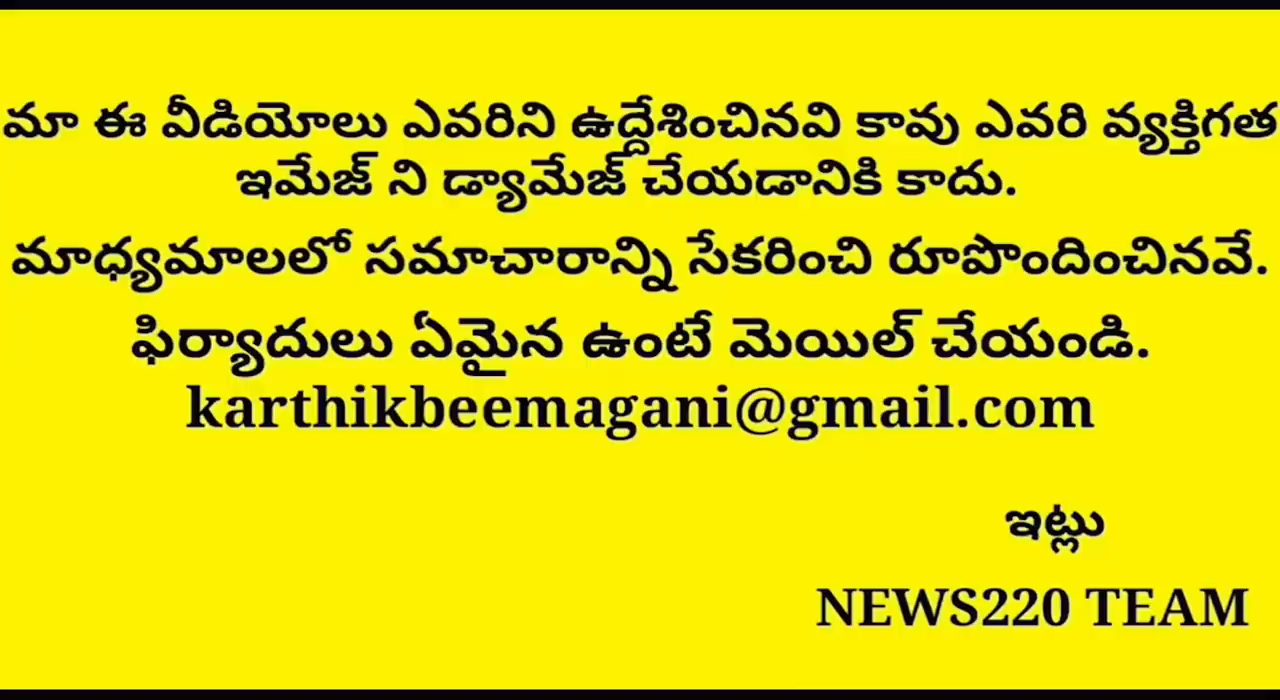 మా ఈ వీడియోలు ఎవరిని ఉద్దేశించినవి కావు ఎవరి వ్యక్తిగత
ఇమేజ్ ని డ్యామేజ్ చేయడానికి కాదు.
మాధ్యమాలలో సమాచారాన్ని సేకరించి రూపొందించినవే.
ఫిర్యాదులు ఏమైన ఉంటే మెయిల్ చేయండి.
karthikbeemagani@gmail.com
ఇట్లు
NEWS220 TEAM